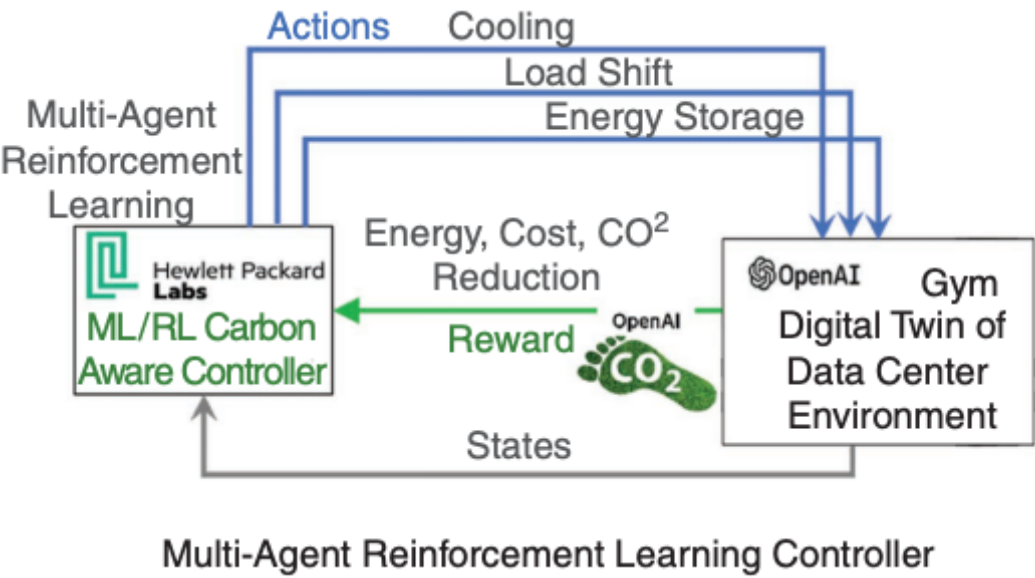 Actions Cooling
Load Shift
Energy Storage
Multi-Agent
Reinforcement
Learning
Hewlett Packard
Labs
ML/RL Carbon
Aware Controller
Energy, Cost, CO²
Reduction
Reward
OpenAI
CO₂
OpenAI Gym
Digital Twin of
Data Center
Environment
States
Multi-Agent Reinforcement Learning Controller